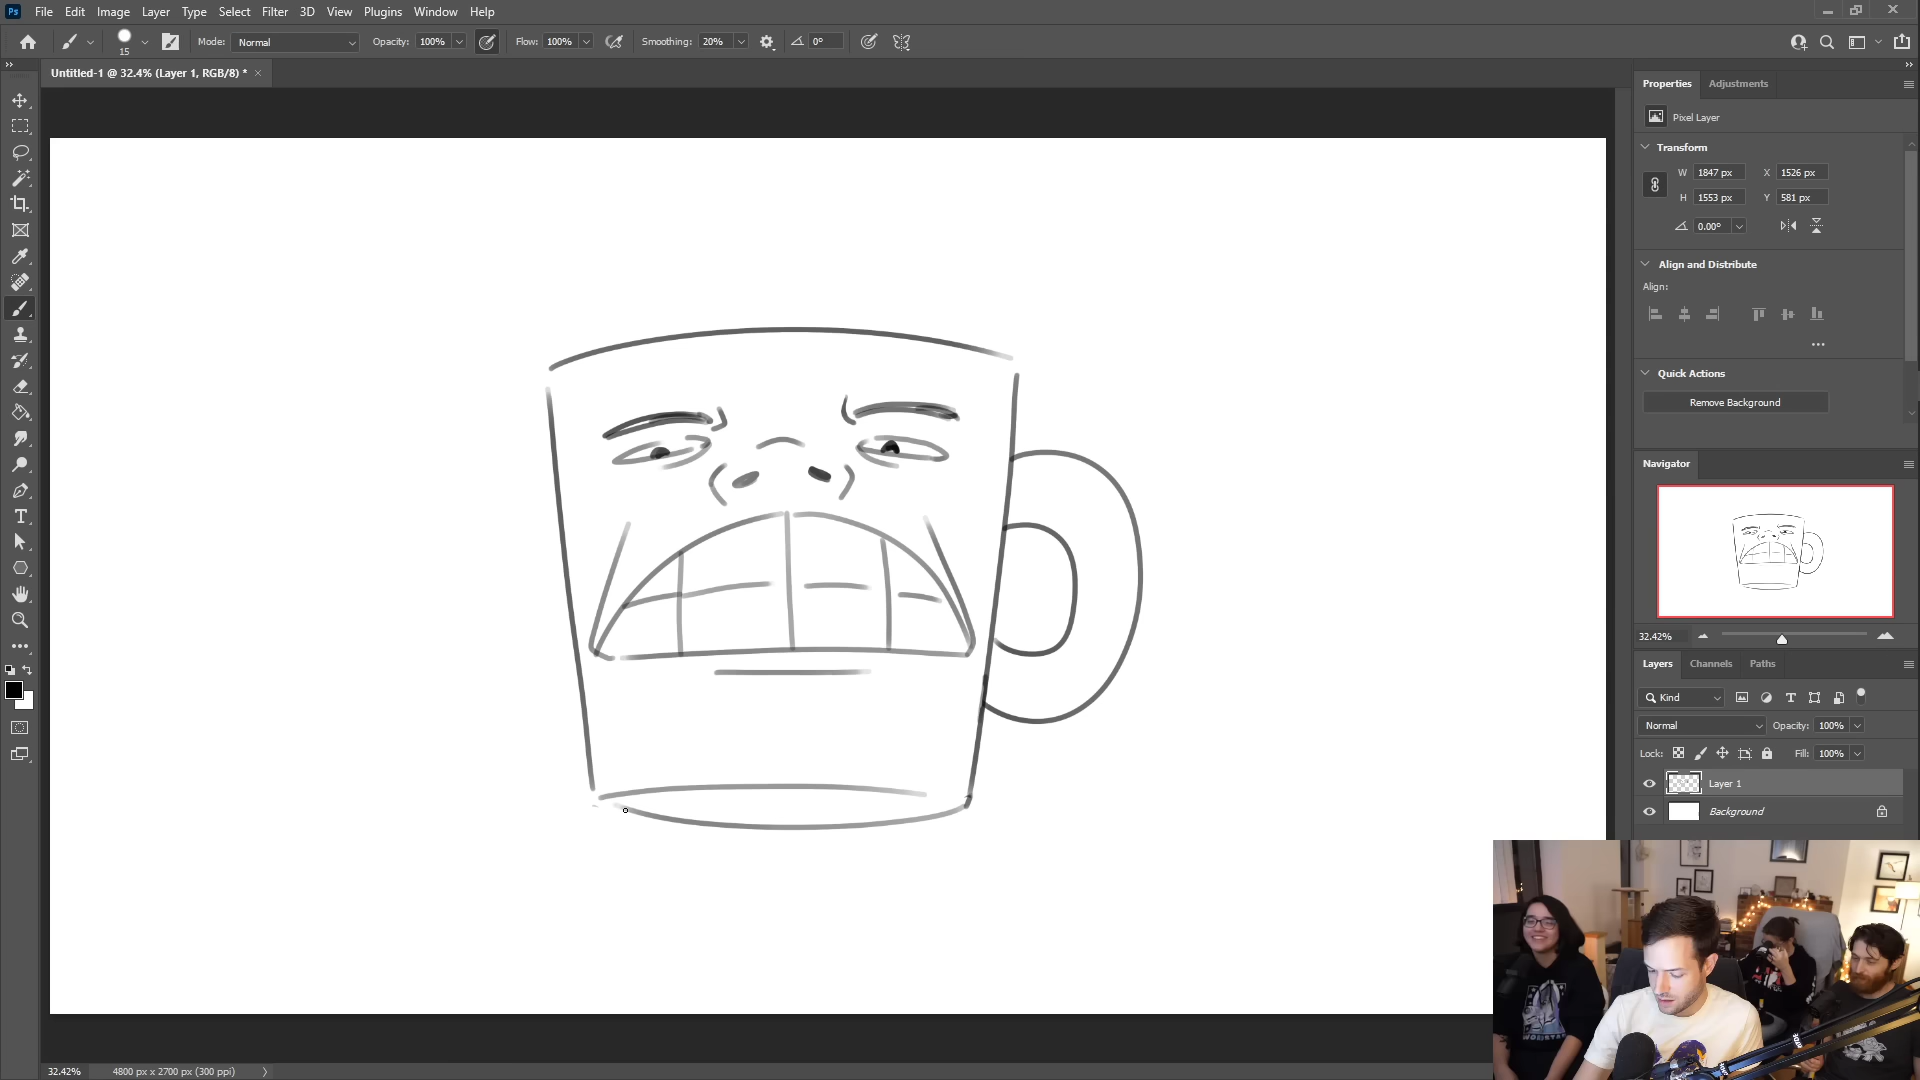 Ps File Edit Image Layer Type Select Filter 3D View Plugins Window Help
15 Mode: Normal Opacity: 100% Flow: 100% Smoothing: 20% 0°
Untitled-1 @ 32.4% (Layer 1, RGB/8) * ×
Properties Adjustments
Pixel Layer
Transform
W 1847 px X 1526 px
H 1553 px Y 581 px
0.00°
Align and Distribute
Align:
Quick Actions
Remove Background
Navigator
32.42%
Layers Channels Paths
Kind
Normal Opacity: 100%
Lock: Fill: 100%
Layer 1
Background
32.42% 4800 px x 2700 px (300 ppi)